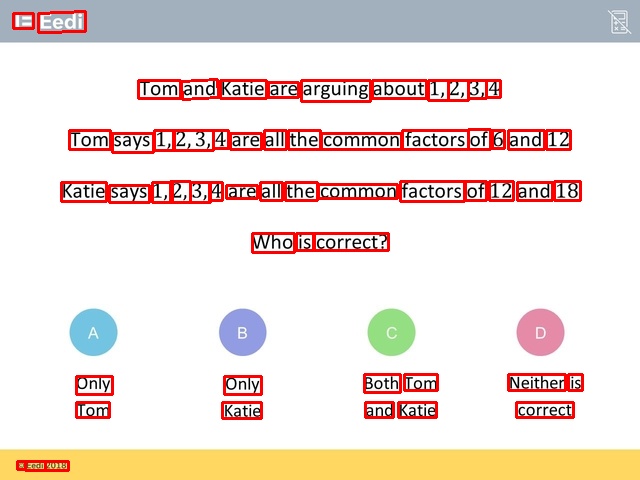 Eedi
Tom and Katie are arguing about 1, 2, 3, 4
Tom says 1, 2, 3, 4 are all the common factors of 6 and 12
Katie says 1, 2, 3, 4 are all the common factors of 12 and 18
Who is correct?
A
B
C
D
Only Tom
Only Katie
Both Tom and Katie
Neither is correct
© Eedi 2018